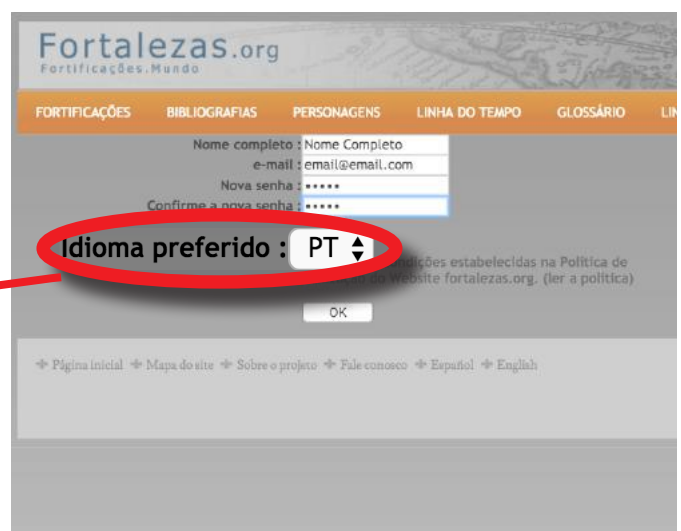 Fortalezas.org
Fortificações.Mundo
FORTIFICAÇÕES BIBLIOGRAFIAS PERSONAGENS LINHA DO TEMPO GLOSSÁRIO
Nome completo : Nome Completo
e-mail : email@email.com
Nova senha : •••••
Confirme a nova senha : •••••
Idioma preferido : PT
estabelecidas na Política de
Website fortalezas.org. (ler a política)
OK
Página inicial Mapa do site Sobre o projeto Fale conosco Español English